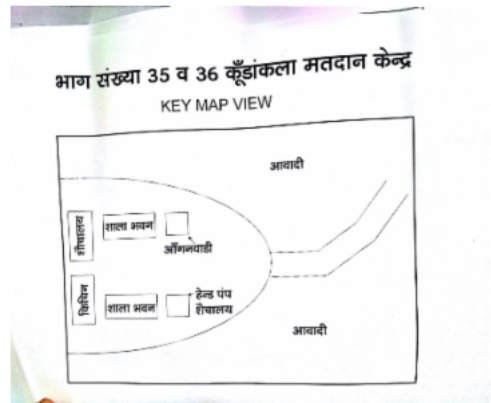 भाग संख्या 35 व 36 कूँडांकला मतदान केन्द्र
KEY MAP VIEW
आवादी
शौचालय
शाला भवन
आँगनवाडी
किचिन
शाला भवन
हेन्ड पंप
शैचालय
आवादी